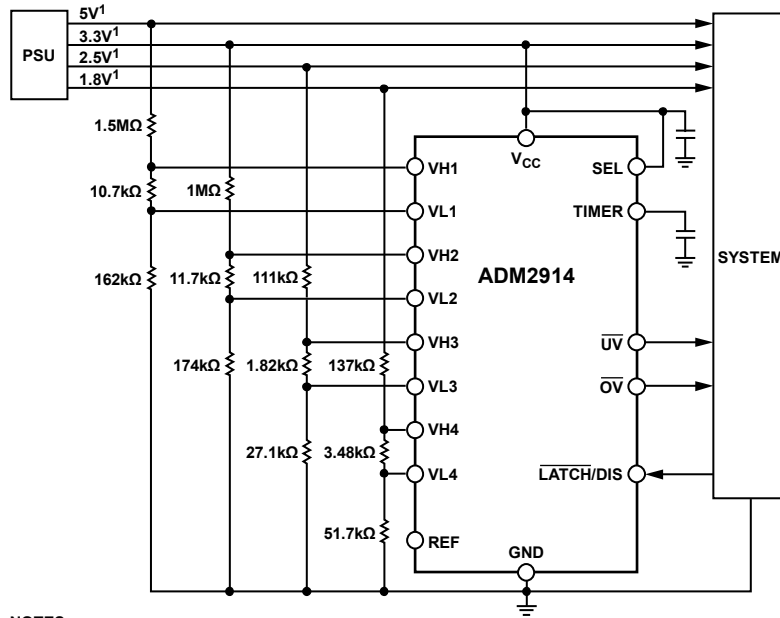 5V1
3.3V1
2.5V1
1.8V1
PSU
1.5MΩ
VCC
VH1
SEL
10.7kΩ
1MΩ
VL1
TIMER
VH2
SYSTEM
ADM2914
162kΩ
11.7kΩ
111kΩ
VL2
VH3
UV
174kΩ
1.82kΩ
137kΩ
VL3
OV
VH4
27.1kΩ
3.48kΩ
VL4
LATCH/DIS
51.7kΩ
REF
GND